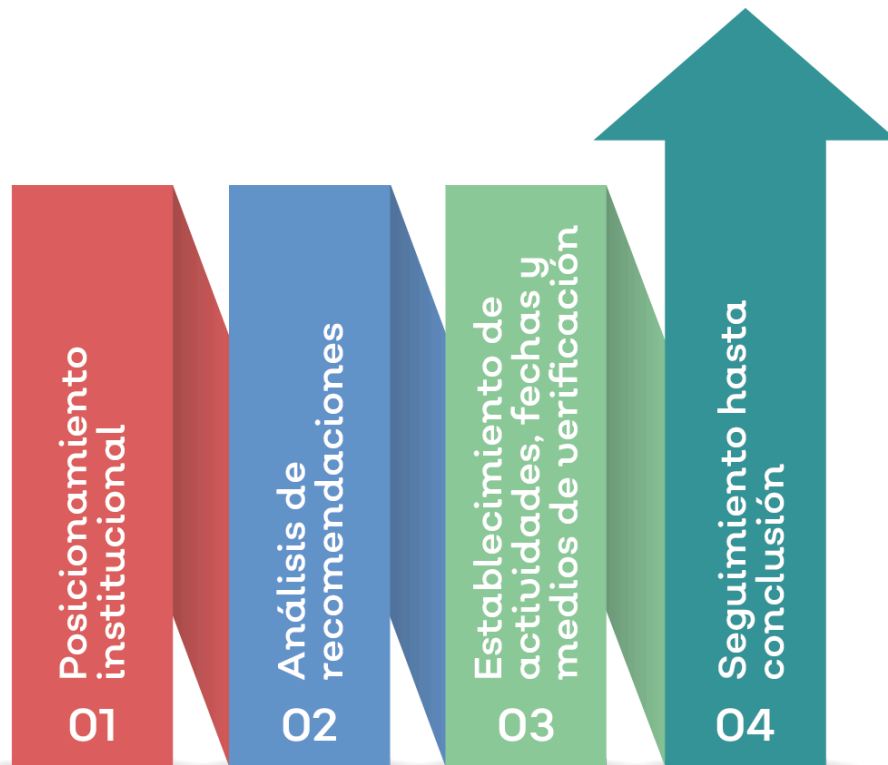 Posicionamiento
institucional
01
Análisis de
recomendaciones
02
Establecimiento de
actividades, fechas y
medios de verificación
03
Seguimiento hasta
conclusión
04